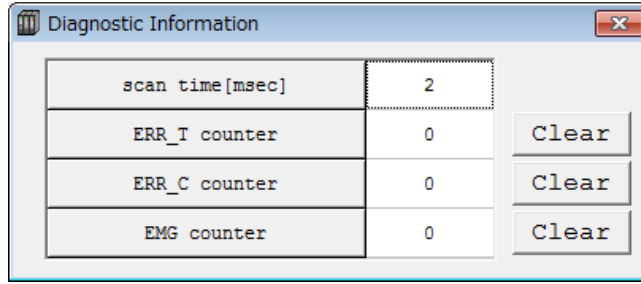 Diagnostic Information
scan time[msec] 2
ERR_T counter 0 Clear
ERR_C counter 0 Clear
EMG counter 0 Clear